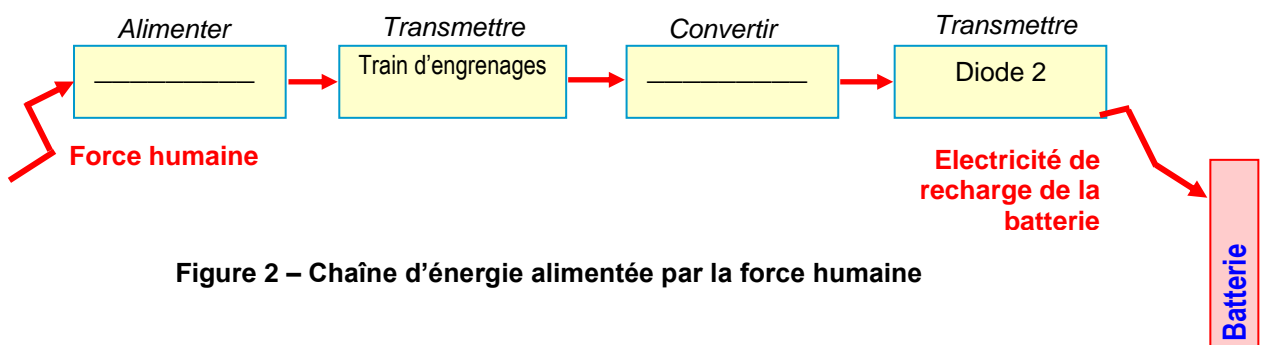 Alimenter
Transmettre
Convertir
Transmettre
___________
Train d'engrenages
__________
Diode 2
Force humaine
Electricité de
recharge de la
batterie
Batterie
Figure 2 – Chaîne d'énergie alimentée par la force humaine